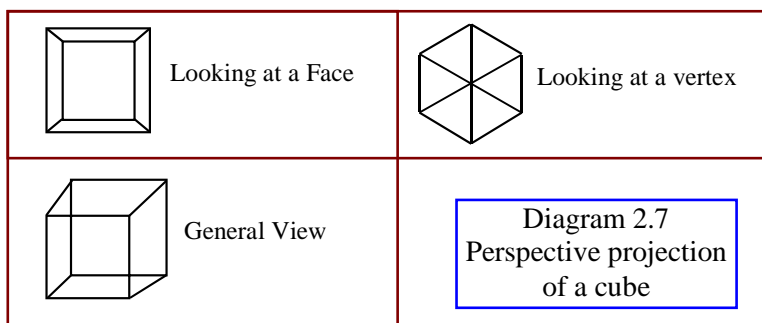 Looking at a Face
Looking at a vertex
General View
Diagram 2.7
Perspective projection
of a cube